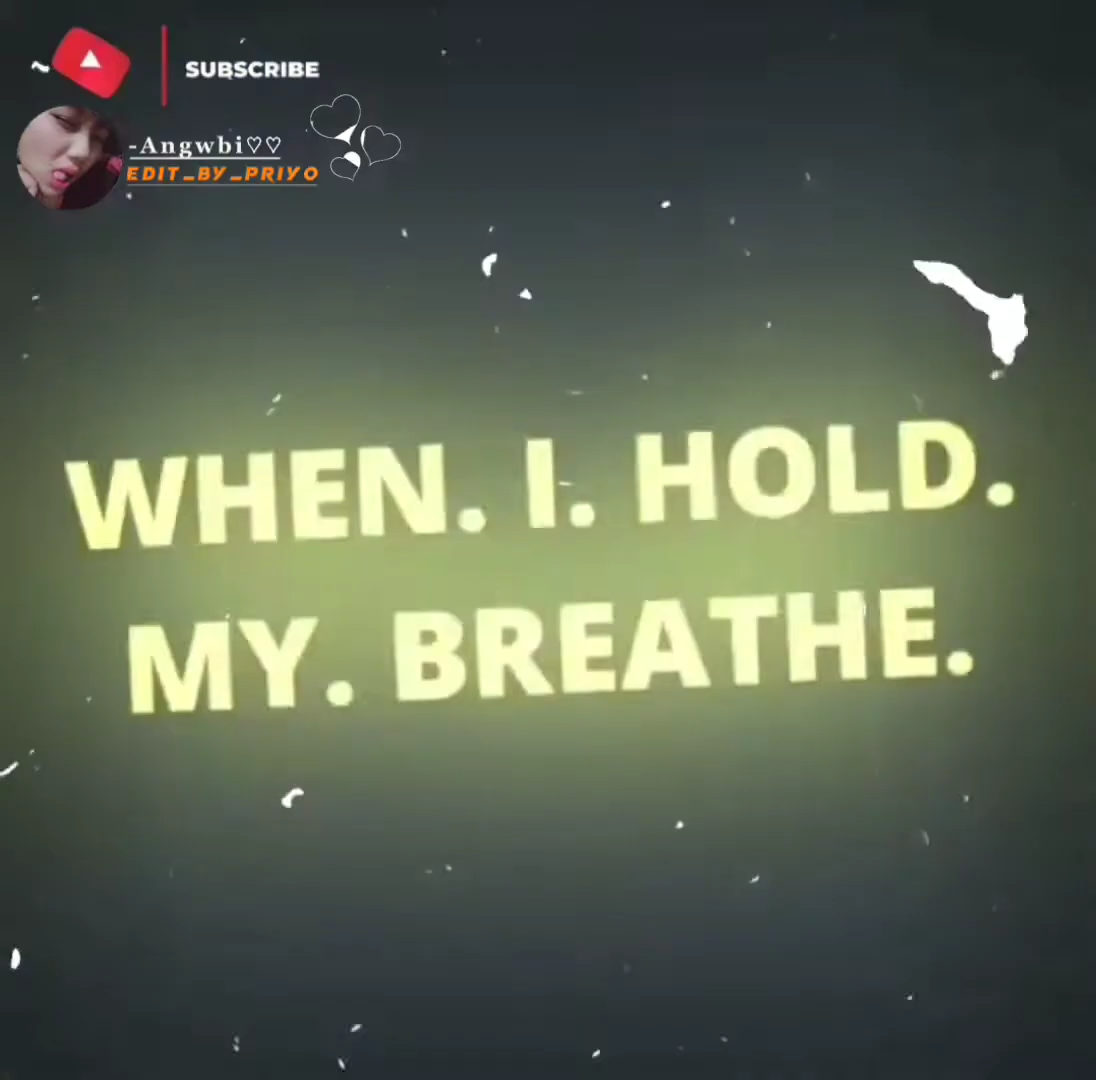 SUBSCRIBE
-Angwbi♡♡
EDIT_BY_PRIYO
WHEN. I. HOLD.
MY. BREATHE.